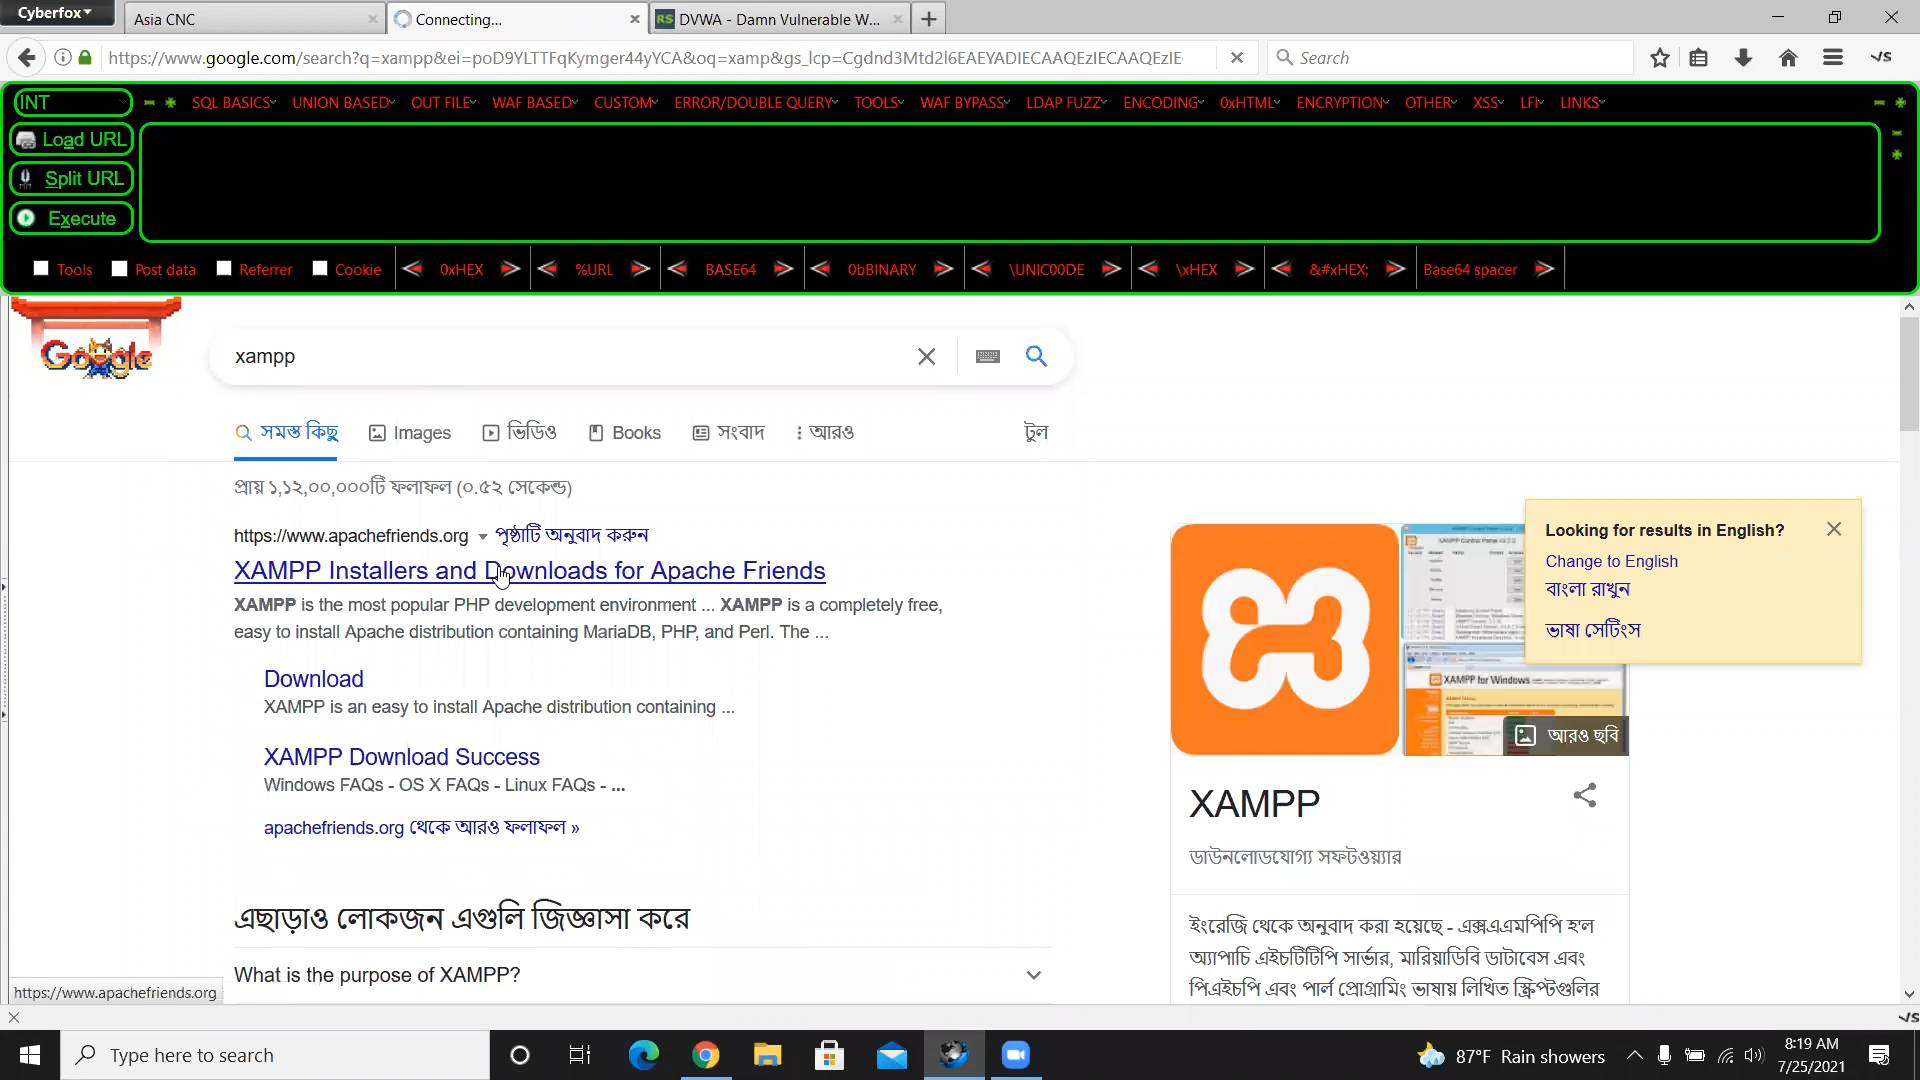 Cyberfox
Asia CNC
Connecting...
DVWA - Damn Vulnerable W...
https://www.google.com/search?q=xampp&ei=poD9YLTTFqKymger44yYCA&oq=xamp&gs_lcp=Cgdnd3Mtd2l6EAEYADIECAAQEzIECAAQEzIE
Search
INT
SQL BASICS
UNION BASED
OUT FILE
WAF BASED
CUSTOM
ERROR/DOUBLE QUERY
TOOLS
WAF BYPASS
LDAP FUZZ
ENCODING
0xHTML
ENCRYPTION
OTHER
XSS
LFI
LINKS
Load URL
Split URL
Execute
Tools
Post data
Referrer
Cookie
0xHEX
%URL
BASE64
0bBINARY
\UNIC00DE
\xHEX
&#xHEX;
Base64 spacer
Google
xampp
সমস্ত কিছু
Images
ভিডিও
Books
সংবাদ
আরও
টুল
প্রায় ১,১২,০০,০০০টি ফলাফল (০.৫২ সেকেন্ড)
https://www.apachefriends.org
পৃষ্ঠাটি অনুবাদ করুন
XAMPP Installers and Downloads for Apache Friends
XAMPP is the most popular PHP development environment ... XAMPP is a completely free,
easy to install Apache distribution containing MariaDB, PHP, and Perl. The ...
Download
XAMPP is an easy to install Apache distribution containing ...
XAMPP Download Success
Windows FAQs - OS X FAQs - Linux FAQs - ...
apachefriends.org থেকে আরও ফলাফল »
এছাড়াও লোকজন এগুলি জিজ্ঞাসা করে
What is the purpose of XAMPP?
Looking for results in English?
Change to English
বাংলা রাখুন
ভাষা সেটিংস
XAMPP for Windows
আরও ছবি
XAMPP
ডাউনলোডযোগ্য সফটওয়্যার
ইংরেজি থেকে অনুবাদ করা হয়েছে - এক্সএএমপিপি হ'ল
অ্যাপাচি এইচটিটিপি সার্ভার, মারিয়াডিবি ডাটাবেস এবং
পিএইচপি এবং পার্ল প্রোগ্রামিং ভাষায় লিখিত স্ক্রিপ্টগুলির
https://www.apachefriends.org
Type here to search
87°F Rain showers
8:19 AM
7/25/2021